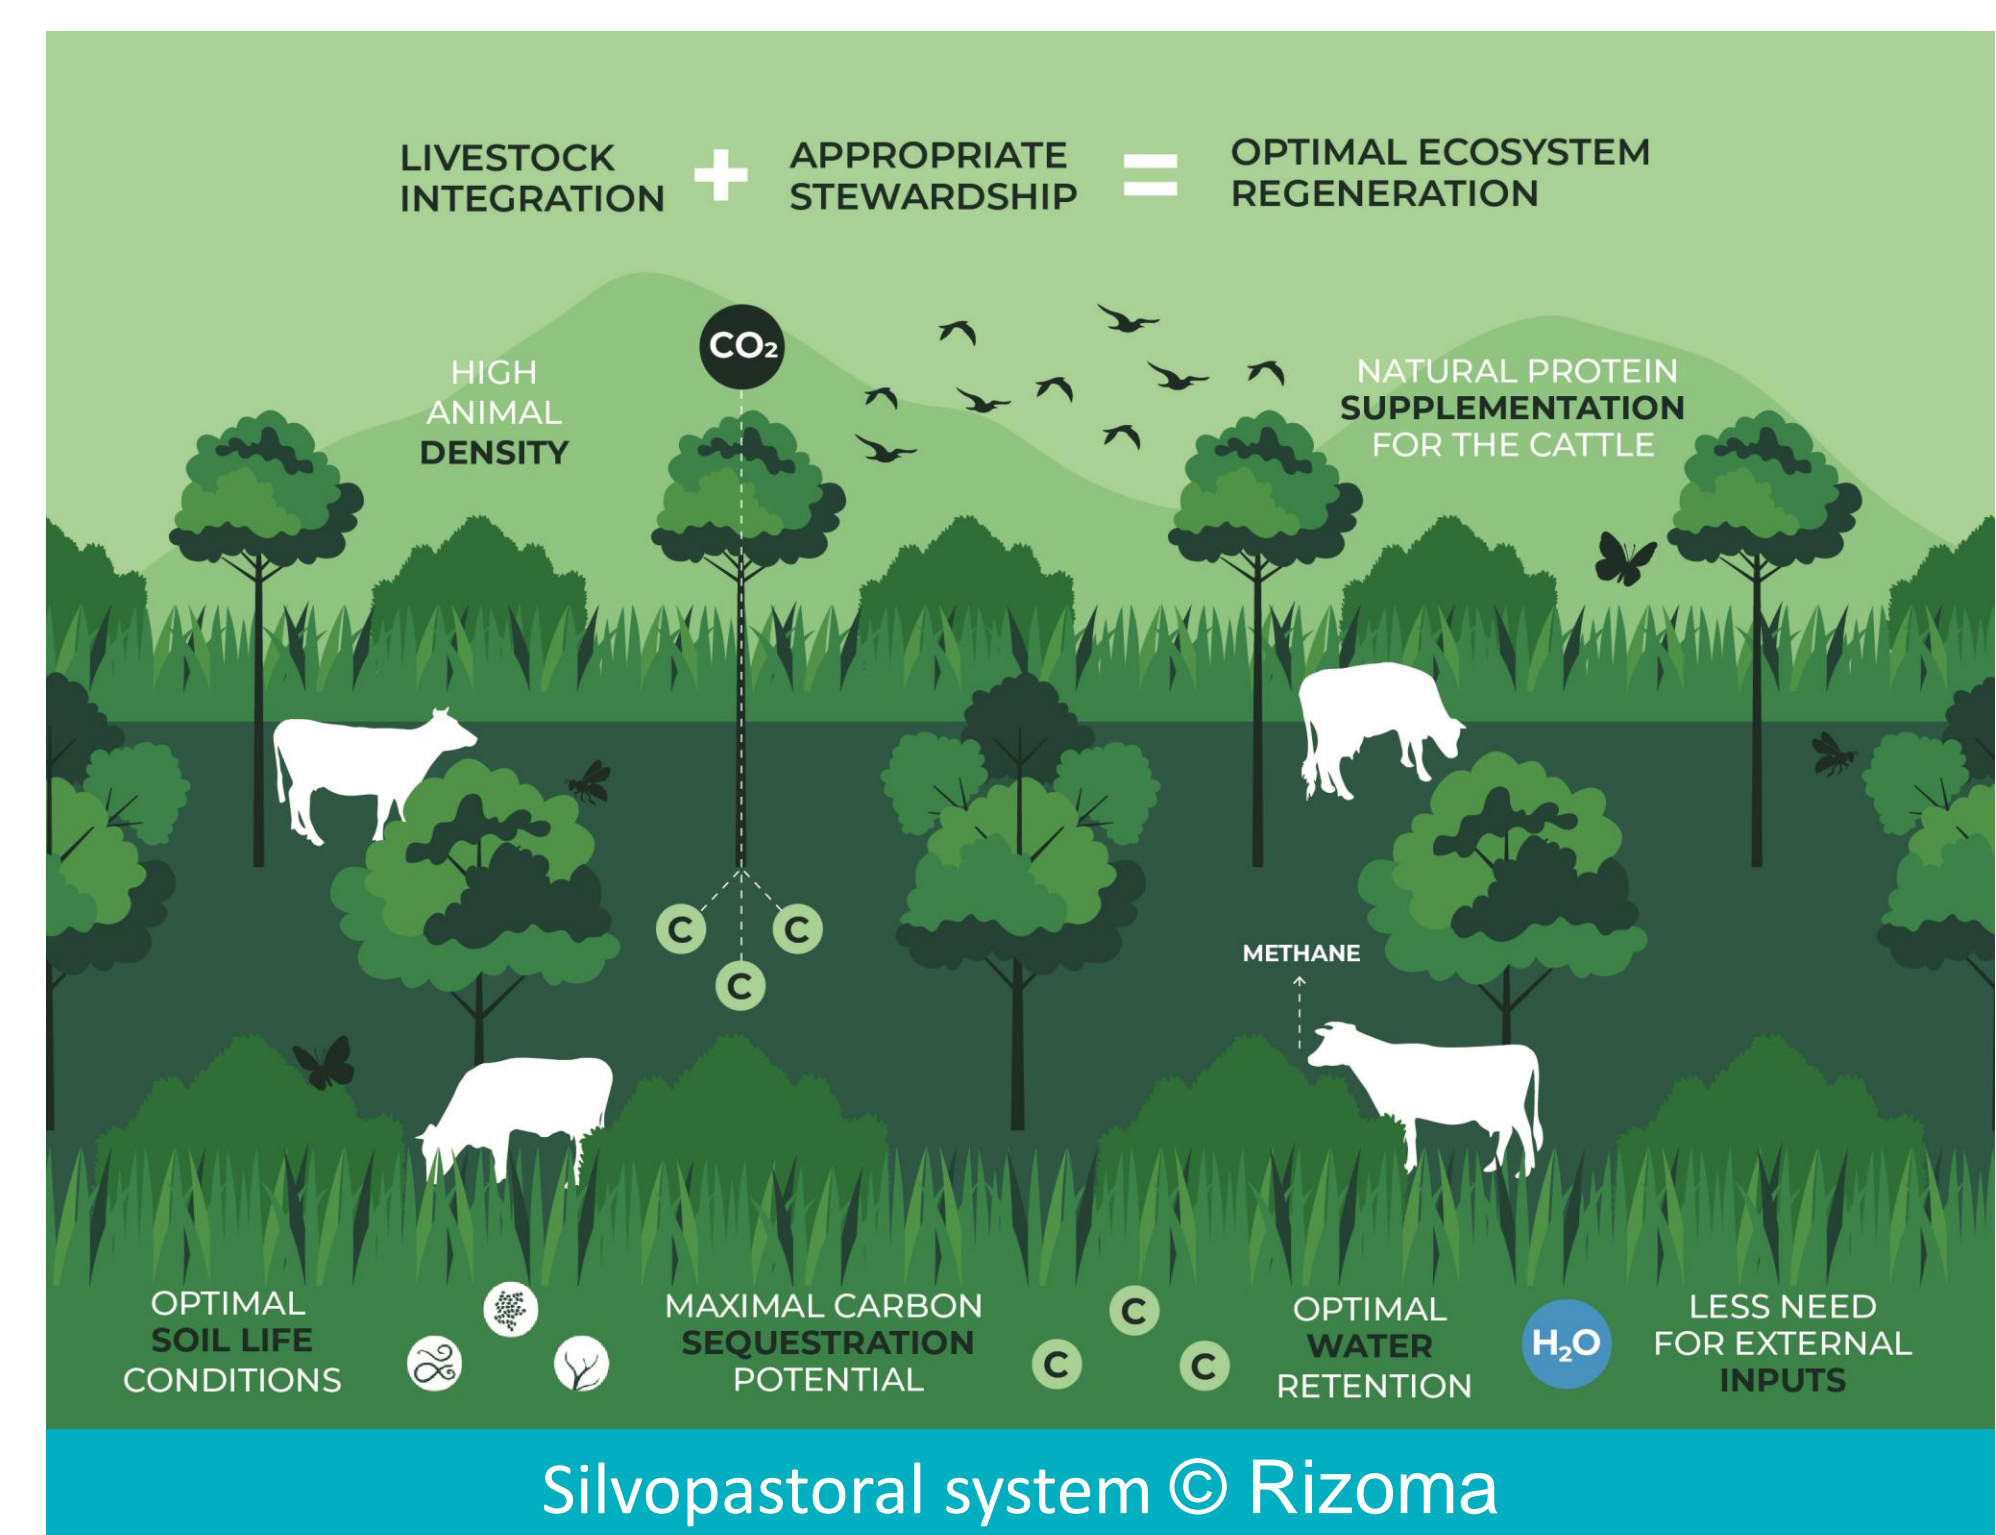 LIVESTOCK
INTEGRATION
+
APPROPRIATE
STEWARDSHIP
=
OPTIMAL ECOSYSTEM
REGENERATION
CO₂
HIGH
ANIMAL
DENSITY
NATURAL PROTEIN
SUPPLEMENTATION
FOR THE CATTLE
C
C
C
METHANE
OPTIMAL
SOIL LIFE
CONDITIONS
MAXIMAL CARBON
SEQUESTRATION
POTENTIAL
C
C
C
OPTIMAL
WATER
RETENTION
H₂O
LESS NEED
FOR EXTERNAL
INPUTS
Silvopastoral system © Rizoma